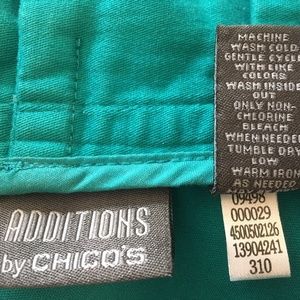 MACHINE
WASH COLD
GENTLE CYCLE
WITH LIKE
COLORS
WASH INSIDE
OUT
ONLY NON-
CHLORINE
BLEACH
WHEN NEEDED
TUMBLE DRY
LOW
WARM IRON
AS NEEDED
09498
000029
4500502126
13904241
310
ADDITIONS
by CHICO'S